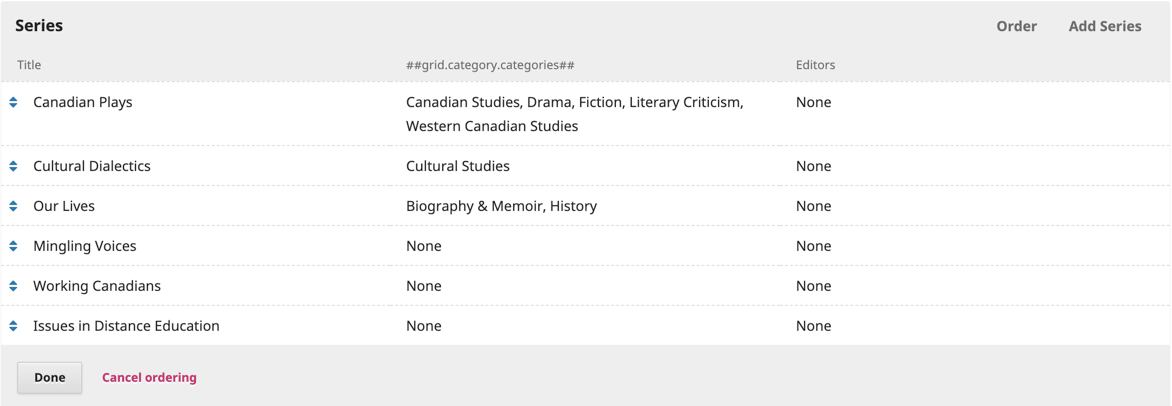 Series
Order
Add Series
Title
##grid.category.categories##
Editors
Canadian Plays
Canadian Studies, Drama, Fiction, Literary Criticism,
Western Canadian Studies
None
Cultural Dialectics
Cultural Studies
None
Our Lives
Biography & Memoir, History
None
Mingling Voices
None
None
Working Canadians
None
None
Issues in Distance Education
None
None
Done
Cancel ordering